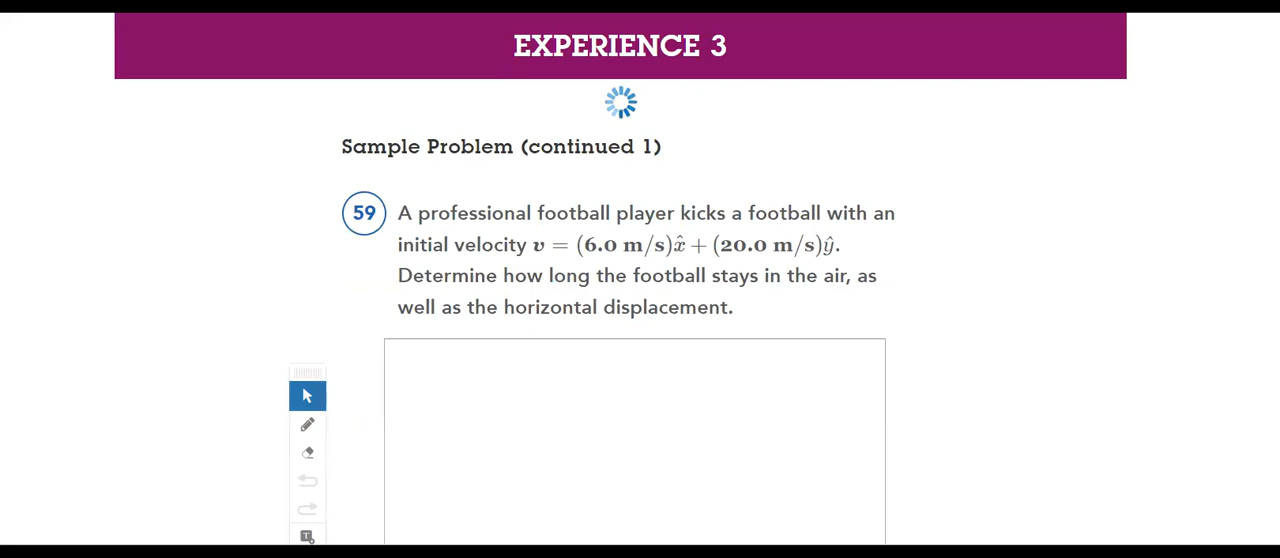 EXPERIENCE 3
Sample Problem (continued 1)
59 A professional football player kicks a football with an
initial velocity v = (6.0 m/s)x̂ + (20.0 m/s)ŷ.
Determine how long the football stays in the air, as
well as the horizontal displacement.
T